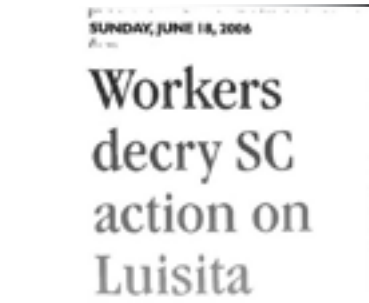 SUNDAY, JUNE 18, 2006
Workers
decry SC
action on
Luisita